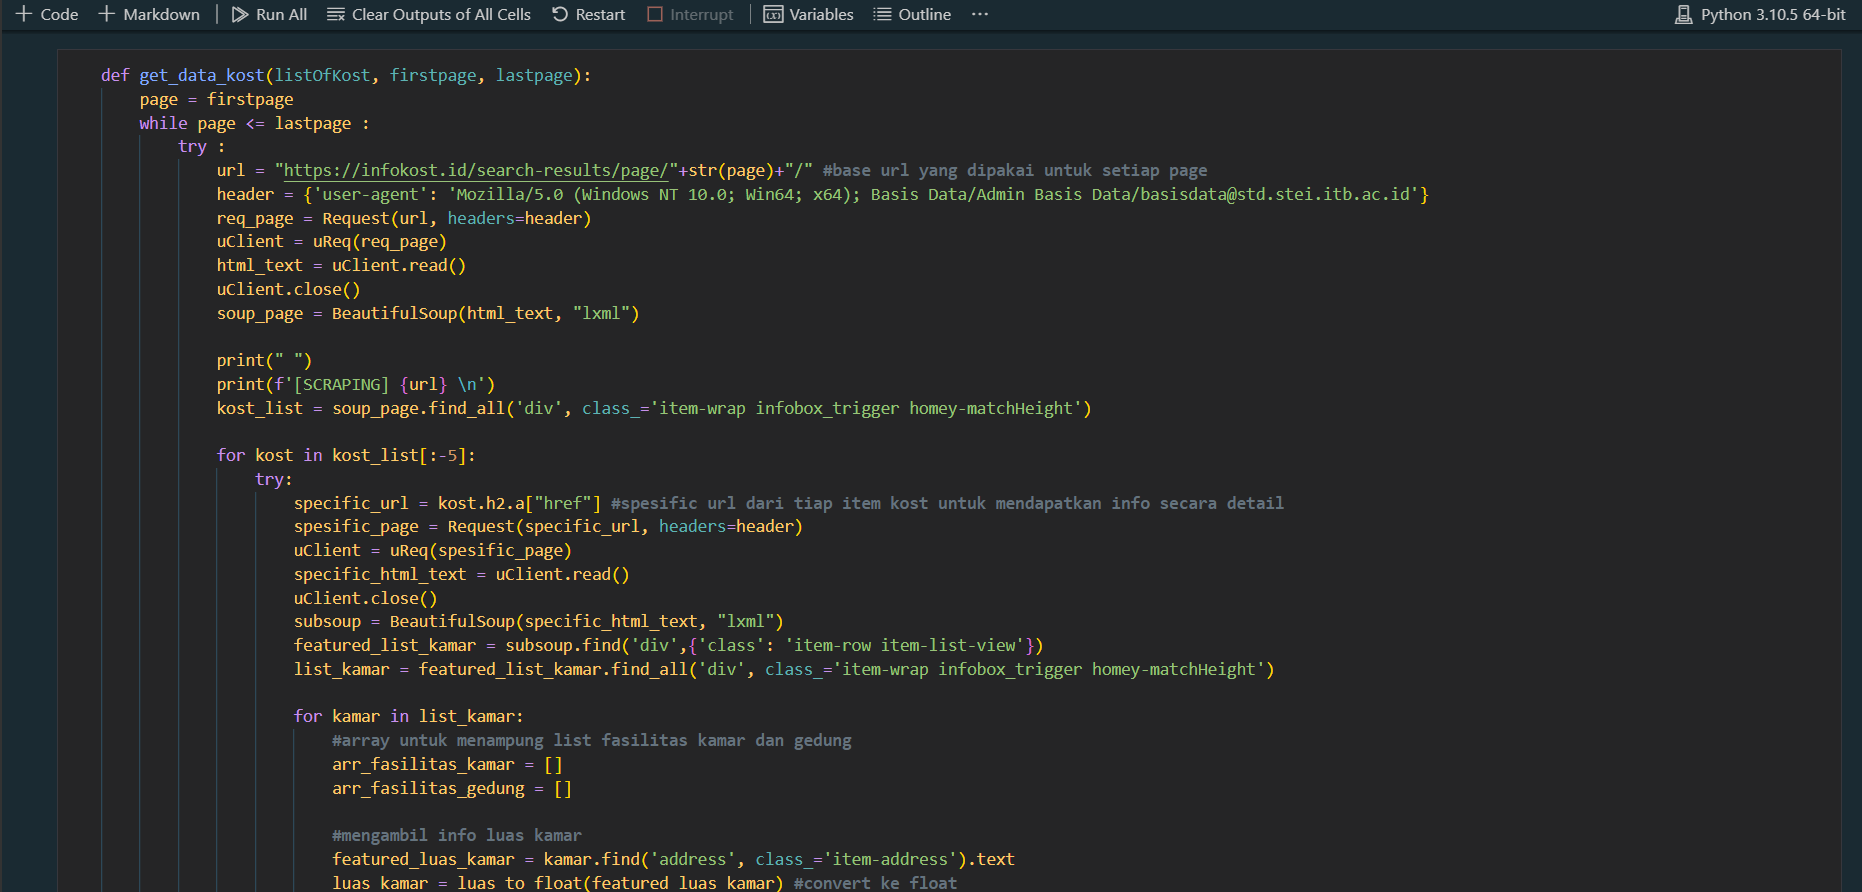 Code Markdown Run All Clear Outputs of All Cells Restart Interrupt Variables Outline ... Python 3.10.5 64-bit
def get_data_kost(listOfKost, firstpage, lastpage):
    page = firstpage
    while page <= lastpage :
        try :
            url = "https://infokost.id/search-results/page/"+str(page)+"/" #base url yang dipakai untuk setiap page
            header = {'user-agent': 'Mozilla/5.0 (Windows NT 10.0; Win64; x64); Basis Data/Admin Basis Data/basisdata@std.stei.itb.ac.id'}
            req_page = Request(url, headers=header)
            uClient = uReq(req_page)
            html_text = uClient.read()
            uClient.close()
            soup_page = BeautifulSoup(html_text, "lxml")
            print(" ")
            print(f'[SCRAPING] {url} \n')
            kost_list = soup_page.find_all('div', class_='item-wrap infobox_trigger homey-matchHeight')
            for kost in kost_list[:-5]:
                try:
                    specific_url = kost.h2.a["href"] #spesific url dari tiap item kost untuk mendapatkan info secara detail
                    spesific_page = Request(specific_url, headers=header)
                    uClient = uReq(spesific_page)
                    specific_html_text = uClient.read()
                    uClient.close()
                    subsoup = BeautifulSoup(specific_html_text, "lxml")
                    featured_list_kamar = subsoup.find('div',{'class': 'item-row item-list-view'})
                    list_kamar = featured_list_kamar.find_all('div', class_='item-wrap infobox_trigger homey-matchHeight')
                    for kamar in list_kamar:
                        #array untuk menampung list fasilitas kamar dan gedung
                        arr_fasilitas_kamar = []
                        arr_fasilitas_gedung = []
                        #mengambil info luas kamar
                        featured_luas_kamar = kamar.find('address', class_='item-address').text
                        luas_kamar = luas_to_float(featured_luas_kamar) #convert ke float